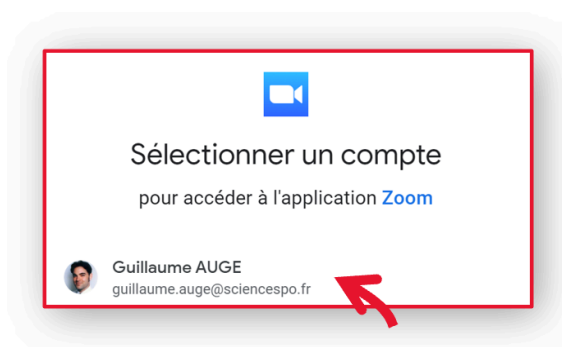 Sélectionner un compte
pour accéder à l'application Zoom
Guillaume AUGE
guillaume.auge@sciencespo.fr